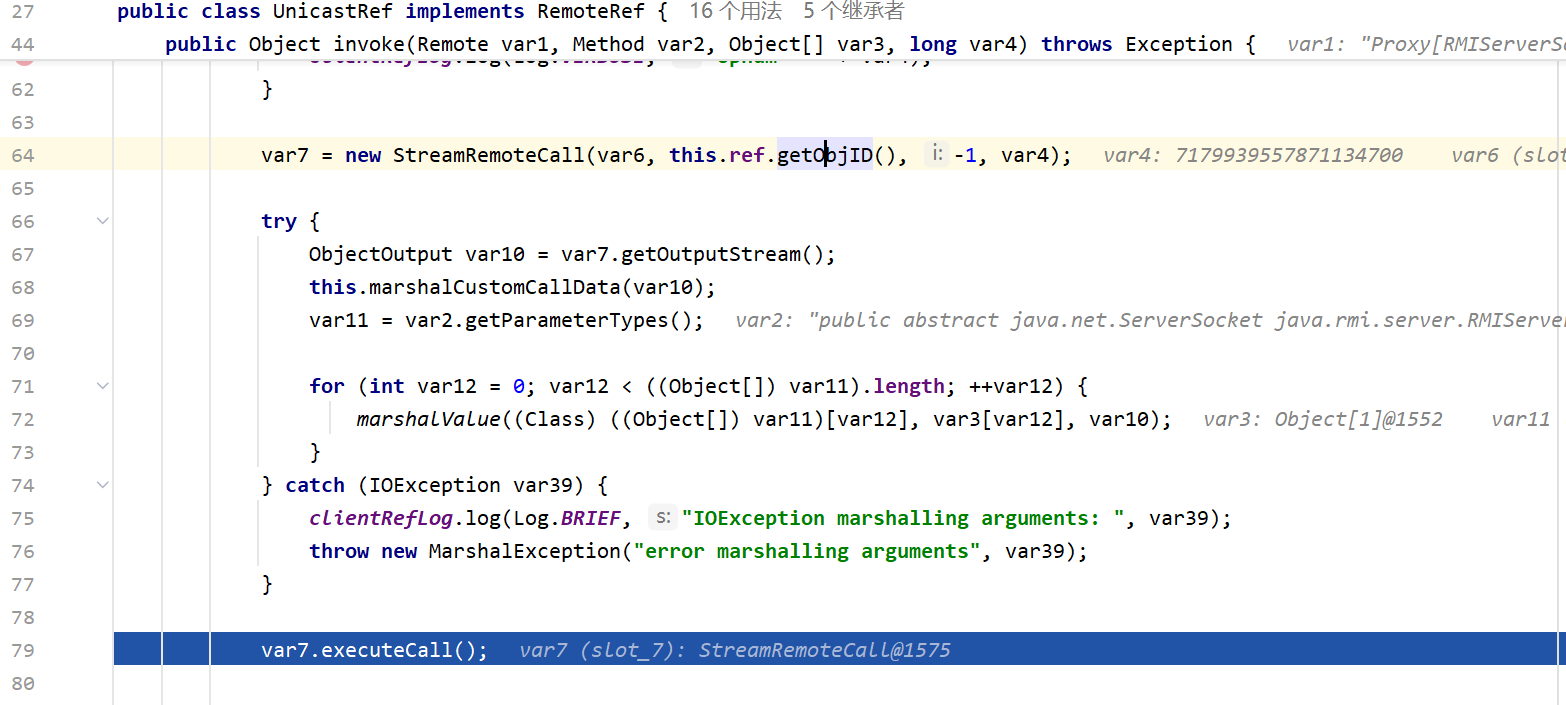 27 public class UnicastRef implements RemoteRef { 16 个用法 5 个继承者
44 public Object invoke(Remote var1, Method var2, Object[] var3, long var4) throws Exception { var1: "Proxy[RMIServerSo
62 }
63
64 var7 = new StreamRemoteCall(var6, this.ref.getObjID(), i: -1, var4); var4: 7179939557871134700 var6 (slot
65
66 try {
67 ObjectOutput var10 = var7.getOutputStream();
68 this.marshalCustomCallData(var10);
69 var11 = var2.getParameterTypes(); var2: "public abstract java.net.ServerSocket java.rmi.server.RMIServer
70
71 for (int var12 = 0; var12 < ((Object[]) var11).length; ++var12) {
72 marshalValue((Class) ((Object[]) var11)[var12], var3[var12], var10); var3: Object[1]@1552 var11
73 }
74 } catch (IOException var39) {
75 clientRefLog.log(Log.BRIEF, s: "IOException marshalling arguments: ", var39);
76 throw new MarshalException("error marshalling arguments", var39);
77 }
78
79 var7.executeCall(); var7 (slot_7): StreamRemoteCall@1575
80